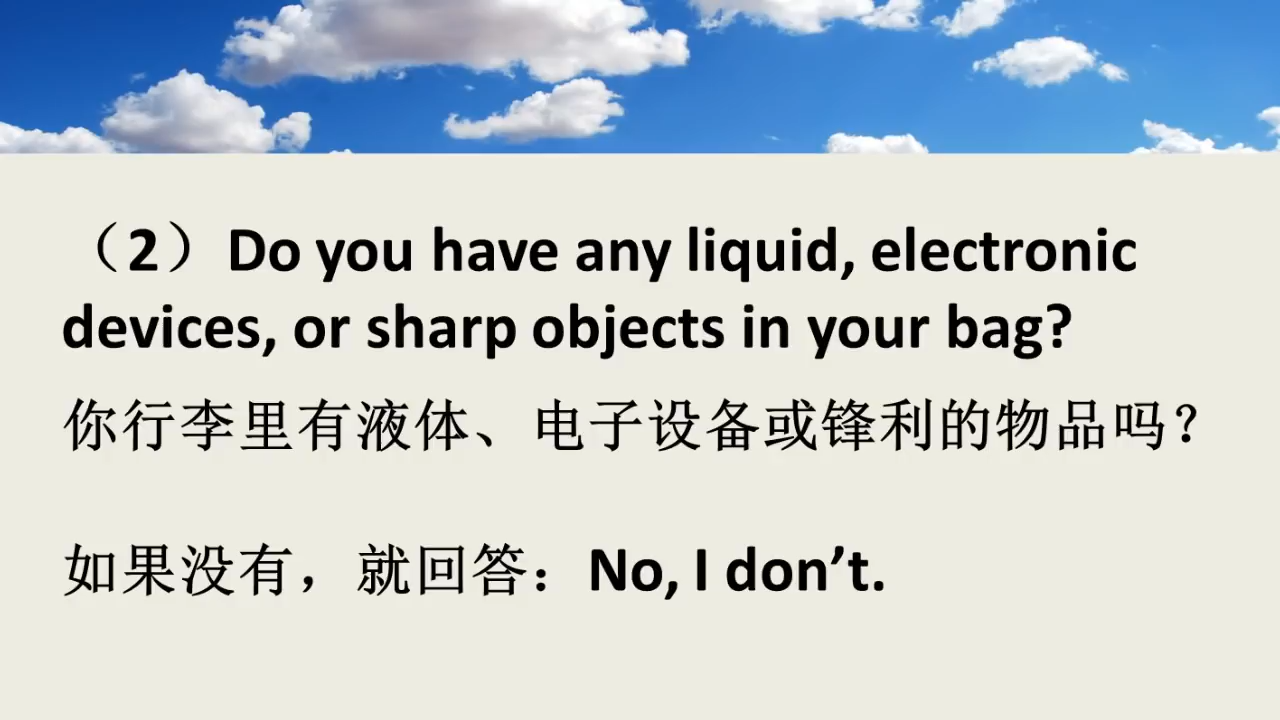 （2）Do you have any liquid, electronic
devices, or sharp objects in your bag?
你行李里有液体、电子设备或锋利的物品吗？
如果没有，就回答：No, I don’t.